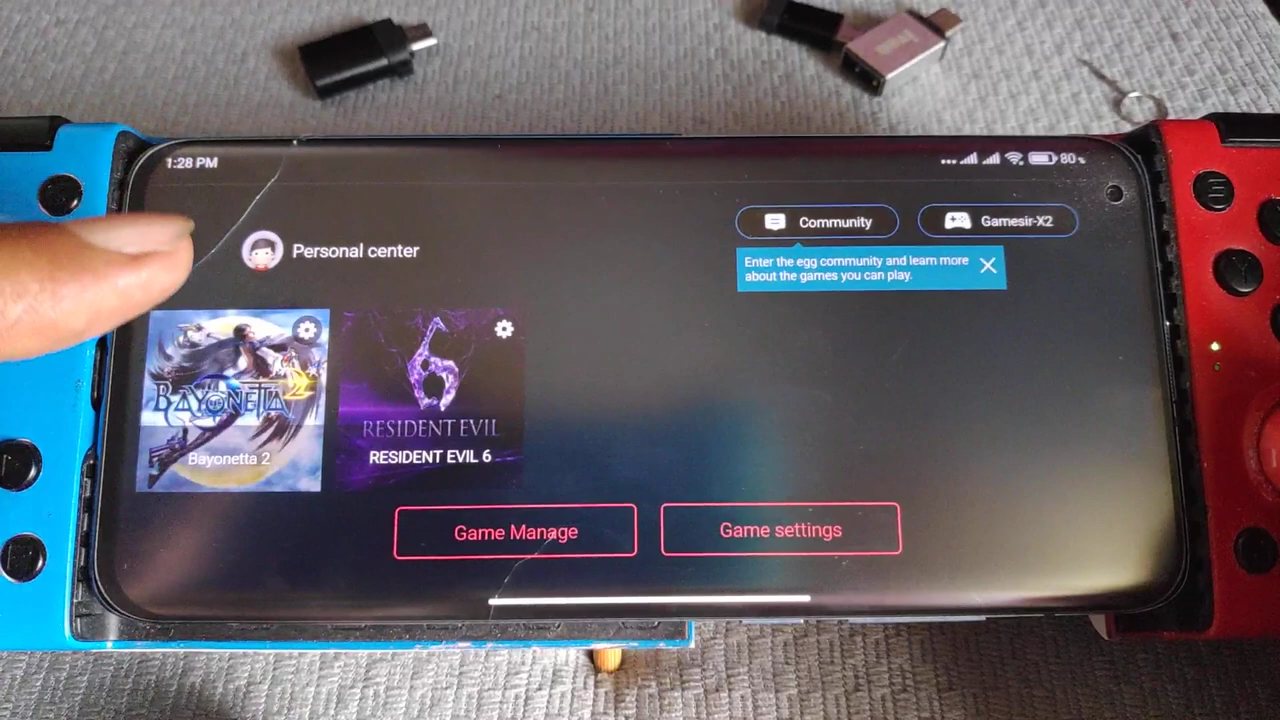 1:28 PM
80%
Community
Gamesir-X2
Personal center
Enter the egg community and learn more
about the games you can play.
BAYONETTA 2
Bayonetta 2
6
RESIDENT EVIL
RESIDENT EVIL 6
Game Manage
Game settings
Y